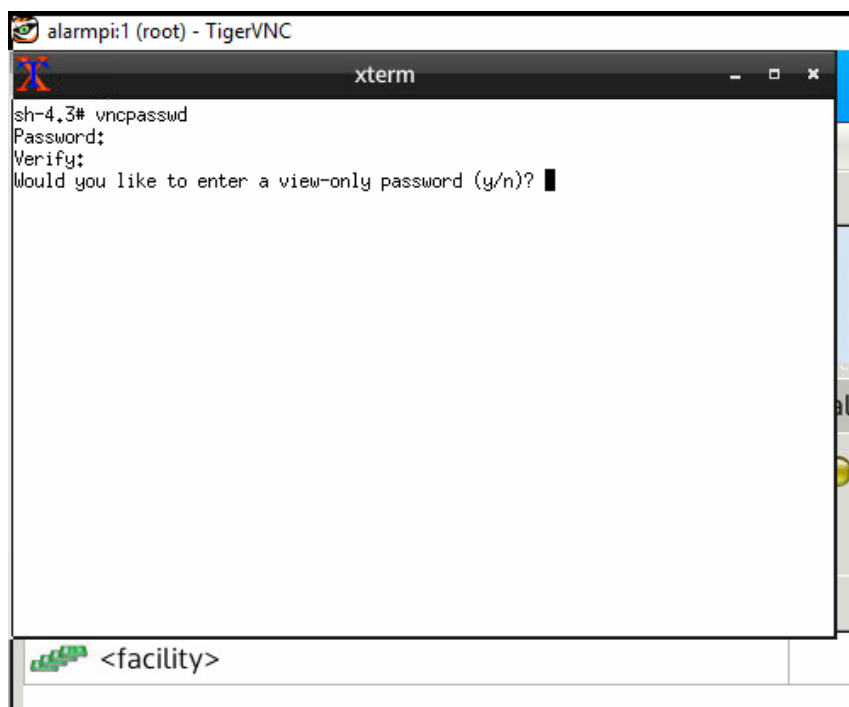 alarmpi:1 (root) - TigerVNC
xterm
sh-4.3# vncpasswd
Password:
Verify:
Would you like to enter a view-only password (y/n)?
<facility>